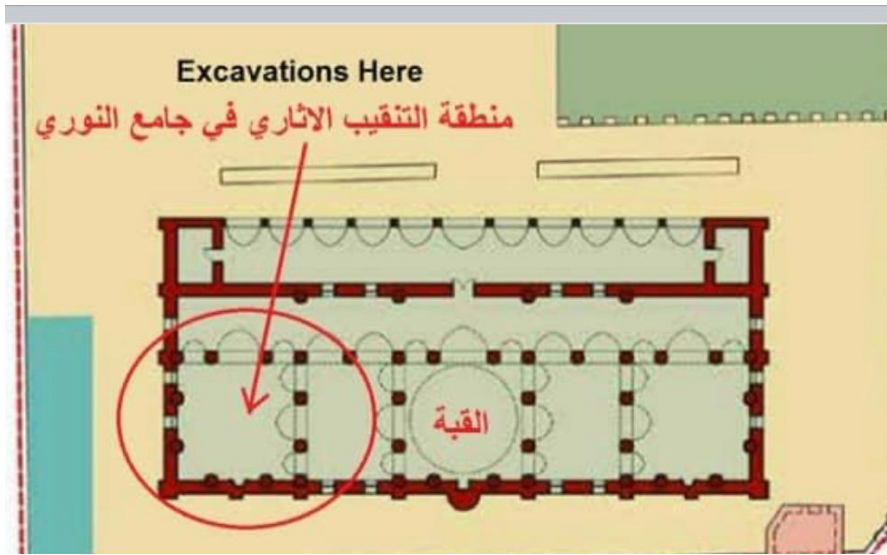 Excavations Here
منطقة التنقيب الاثاري في جامع النوري
القبة